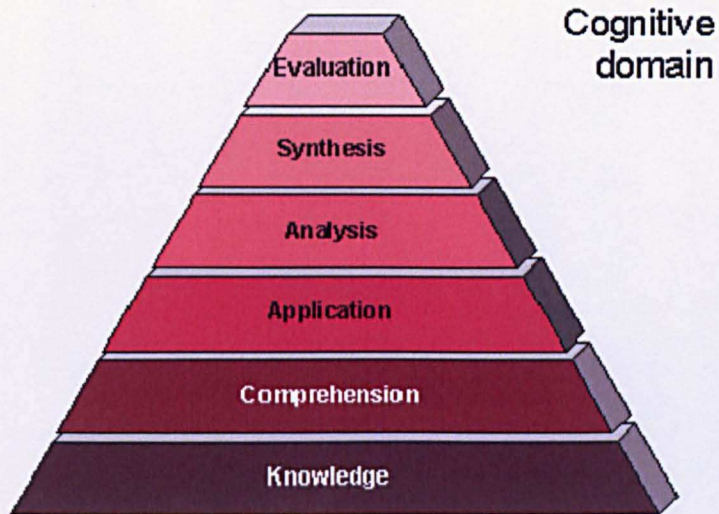 Cognitive
domain
Evaluation
Synthesis
Analysis
Application
Comprehension
Knowledge